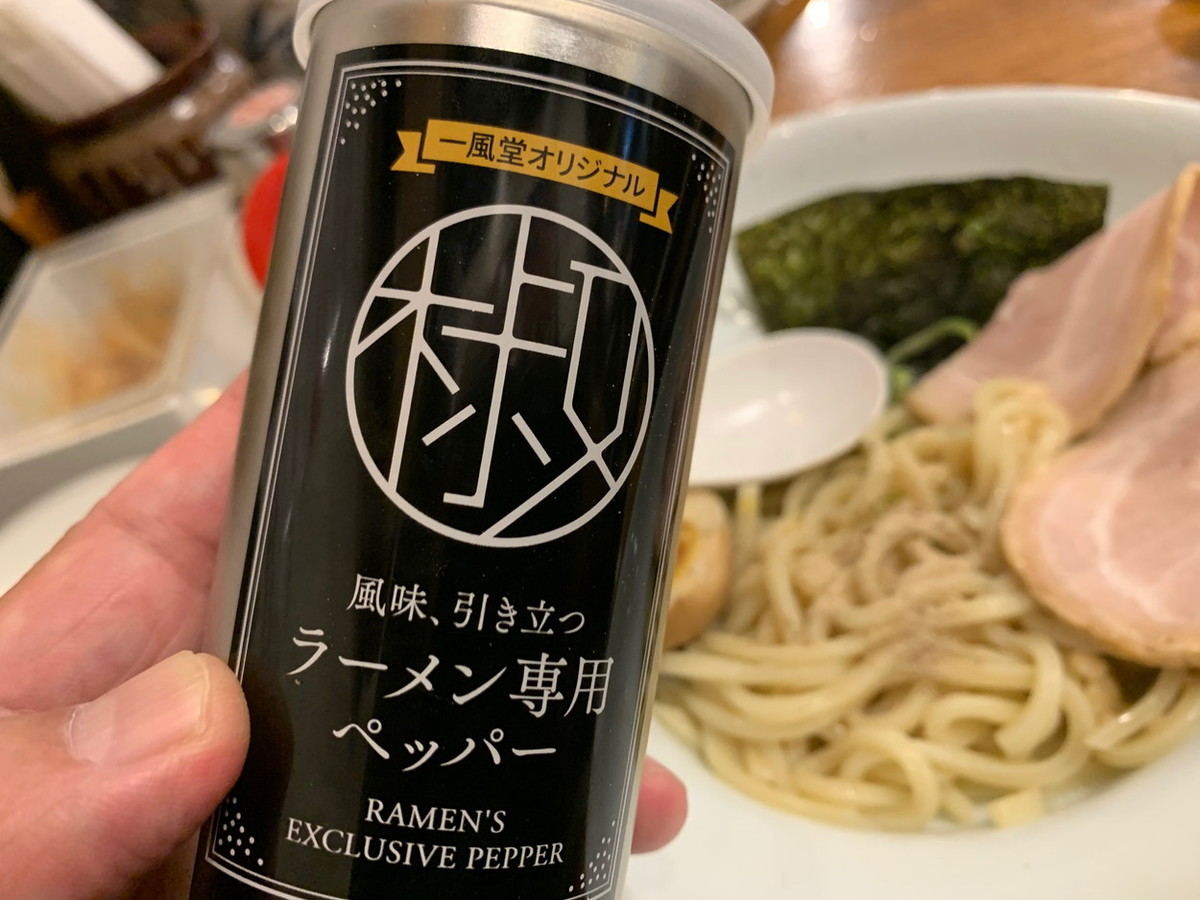 一風堂オリジナル
椒
風味、引き立つ
ラーメン専用
ペッパー
RAMEN'S
EXCLUSIVE PEPPER